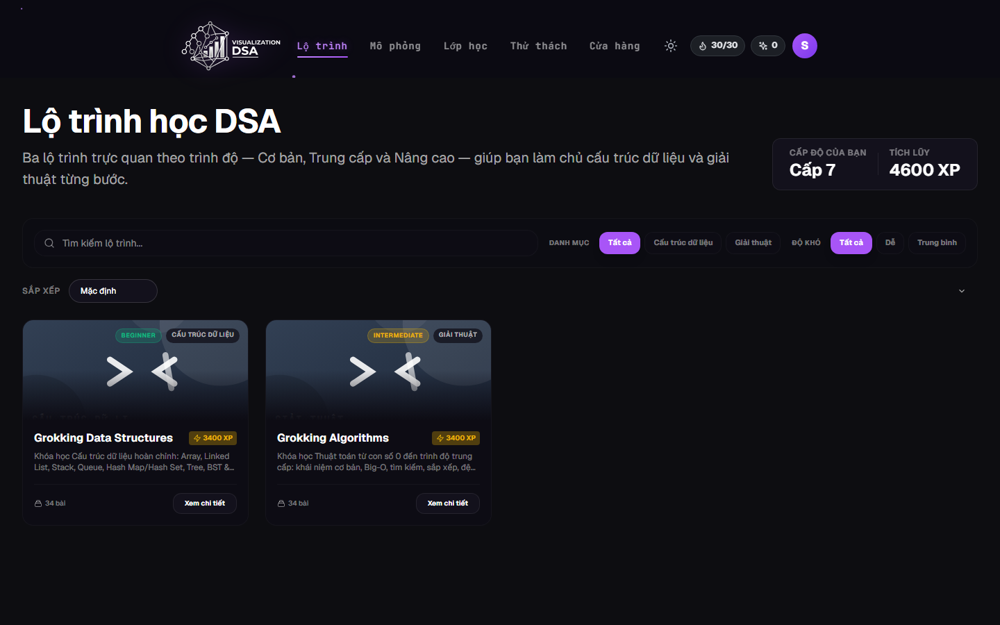 VISUALIZATION
DSA
Lộ trình
Mô phỏng
Lớp học
Thử thách
Cửa hàng
30/30
0
S
Lộ trình học DSA
Ba lộ trình trực quan theo trình độ — Cơ bản, Trung cấp và Nâng cao — giúp bạn làm chủ cấu trúc dữ liệu và giải
thuật từng bước.
CẤP ĐỘ CỦA BẠN
Cấp 7
TÍCH LŨY
4600 XP
Tìm kiếm lộ trình...
DANH MỤC
Tất cả
Cấu trúc dữ liệu
Giải thuật
ĐỘ KHÓ
Tất cả
Dễ
Trung bình
SẮP XẾP
Mặc định
BEGINNER
CẤU TRÚC DỮ LIỆU
Grokking Data Structures
3400 XP
Khóa học Cấu trúc dữ liệu hoàn chỉnh: Array, Linked
List, Stack, Queue, Hash Map/Hash Set, Tree, BST &...
34 bài
Xem chi tiết
INTERMEDIATE
GIẢI THUẬT
Grokking Algorithms
3400 XP
Khóa học Thuật toán từ con số 0 đến trình độ trung
cấp: khái niệm cơ bản, Big-O, tìm kiếm, sắp xếp, đệ...
34 bài
Xem chi tiết